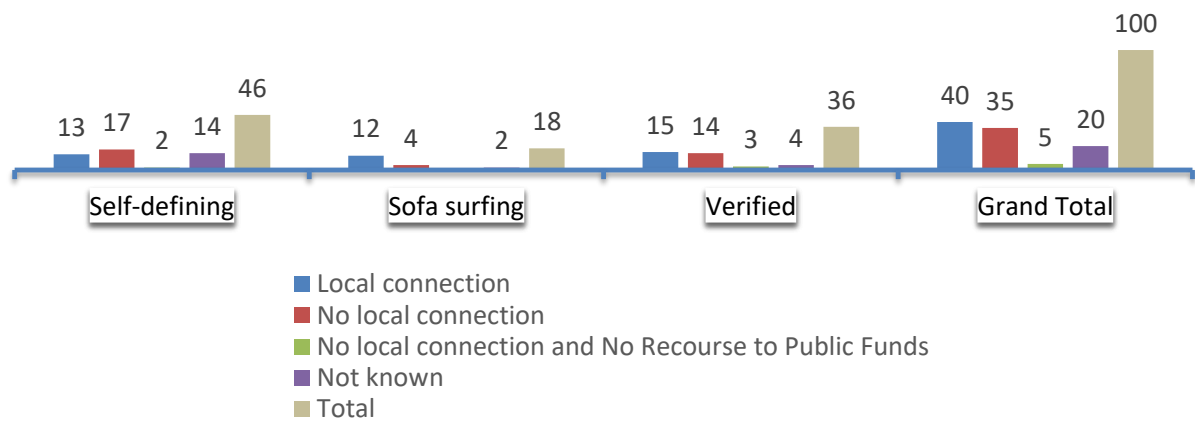 100
46
40
35
36
13
17
14
12
18
15
14
20
2
4
2
3
4
5
Self-defining
Sofa surfing
Verified
Grand Total
Local connection
No local connection
No local connection and No Recourse to Public Funds
Not known
Total